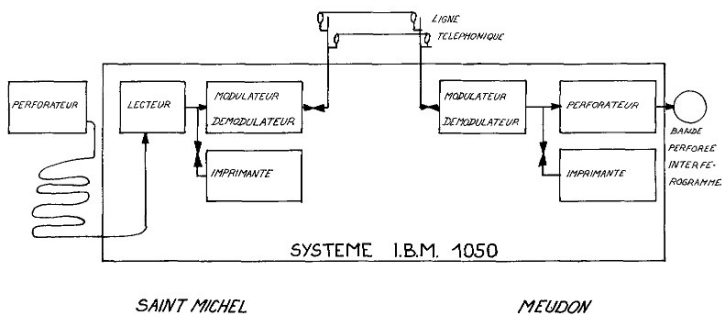 LIGNE
TELEPHONIQUE
PERFORATEUR
LECTEUR
MODULATEUR
DEMODULATEUR
MODULATEUR
DEMODULATEUR
PERFORATEUR
BANDE
PERFOREE
INTERFE-
ROGRAMME
IMPRIMANTE
IMPRIMANTE
SYSTEME I.B.M. 1050
SAINT MICHEL
MEUDON